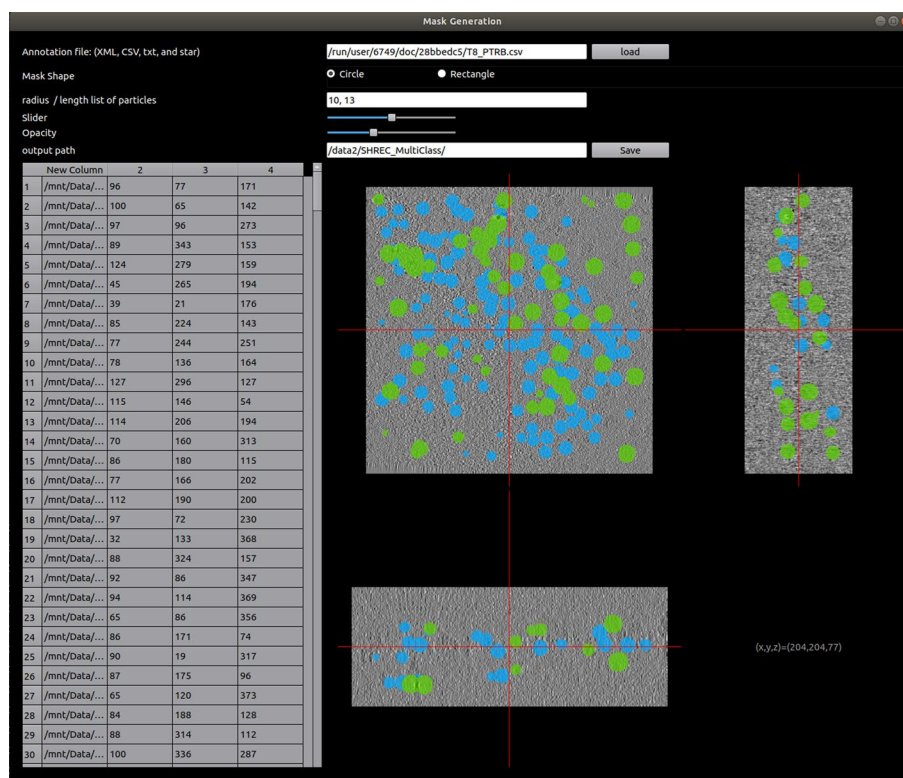 Mask Generation
Annotation file: (XML, CSV, txt, and star) /run/user/6749/doc/28bbedc5/T8_PTRB.csv load
Mask Shape Circle Rectangle
radius / length list of particles 10, 13
Slider
Opacity
output path /data2/SHREC_MultiClass/ Save
New Column 2 3 4
1 /mnt/Data/... 96 77 171
2 /mnt/Data/... 100 65 142
3 /mnt/Data/... 97 96 273
4 /mnt/Data/... 89 343 153
5 /mnt/Data/... 124 279 159
6 /mnt/Data/... 45 265 194
7 /mnt/Data/... 39 21 176
8 /mnt/Data/... 85 224 143
9 /mnt/Data/... 77 244 251
10 /mnt/Data/... 78 136 164
11 /mnt/Data/... 127 296 127
12 /mnt/Data/... 115 146 54
13 /mnt/Data/... 114 206 194
14 /mnt/Data/... 70 160 313
15 /mnt/Data/... 86 180 115
16 /mnt/Data/... 77 166 202
17 /mnt/Data/... 112 190 200
18 /mnt/Data/... 97 72 230
19 /mnt/Data/... 32 133 368
20 /mnt/Data/... 88 324 157
21 /mnt/Data/... 92 86 347
22 /mnt/Data/... 94 114 369
23 /mnt/Data/... 65 86 356
24 /mnt/Data/... 86 171 74
25 /mnt/Data/... 90 19 317
26 /mnt/Data/... 87 175 96
27 /mnt/Data/... 65 120 373
28 /mnt/Data/... 84 188 128
29 /mnt/Data/... 88 314 112
30 /mnt/Data/... 100 336 287
(x,y,z)=(204,204,77)